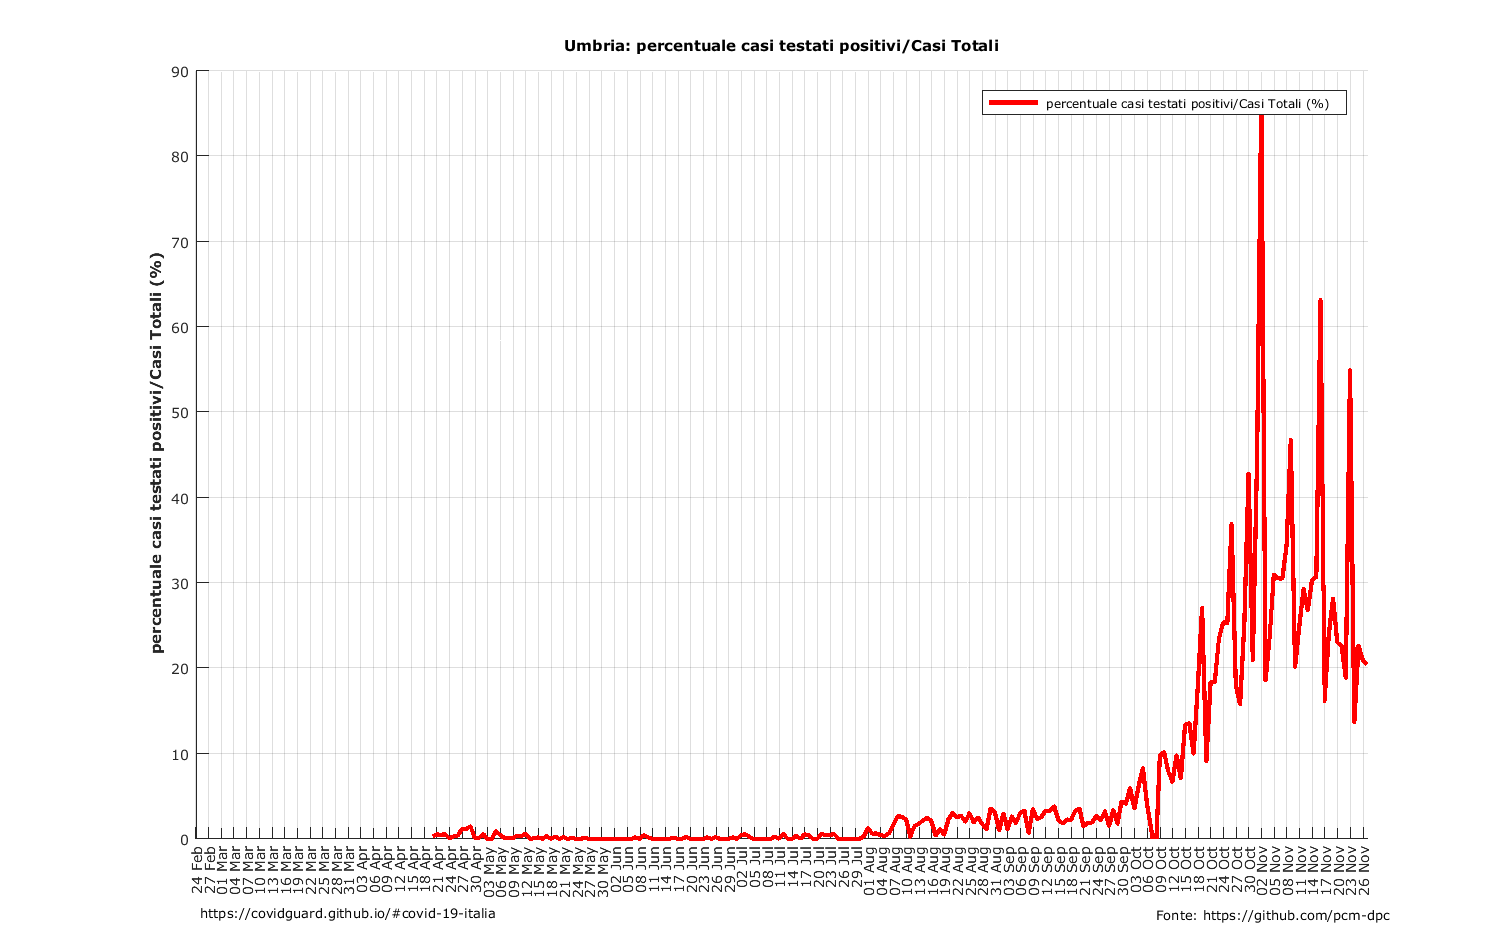 Umbria: percentuale casi testati positivi/Casi Totali
percentuale casi testati positivi/Casi Totali (%)
percentuale casi testati positivi/Casi Totali (%)
90
80
70
60
50
40
30
20
10
0
24 Feb
27 Feb
01 Mar
04 Mar
07 Mar
10 Mar
13 Mar
16 Mar
19 Mar
22 Mar
25 Mar
28 Mar
31 Mar
03 Apr
06 Apr
09 Apr
12 Apr
15 Apr
18 Apr
21 Apr
24 Apr
27 Apr
30 Apr
03 May
06 May
09 May
12 May
15 May
18 May
21 May
24 May
27 May
30 May
02 Jun
05 Jun
08 Jun
11 Jun
14 Jun
17 Jun
20 Jun
23 Jun
26 Jun
29 Jun
02 Jul
05 Jul
08 Jul
11 Jul
14 Jul
17 Jul
20 Jul
23 Jul
26 Jul
29 Jul
01 Aug
04 Aug
07 Aug
10 Aug
13 Aug
16 Aug
19 Aug
22 Aug
25 Aug
28 Aug
31 Aug
03 Sep
06 Sep
09 Sep
12 Sep
15 Sep
18 Sep
21 Sep
24 Sep
27 Sep
30 Sep
03 Oct
06 Oct
09 Oct
12 Oct
15 Oct
18 Oct
21 Oct
24 Oct
27 Oct
30 Oct
02 Nov
05 Nov
08 Nov
11 Nov
14 Nov
17 Nov
20 Nov
23 Nov
26 Nov
https://covidguard.github.io/#covid-19-italia
Fonte: https://github.com/pcm-dpc